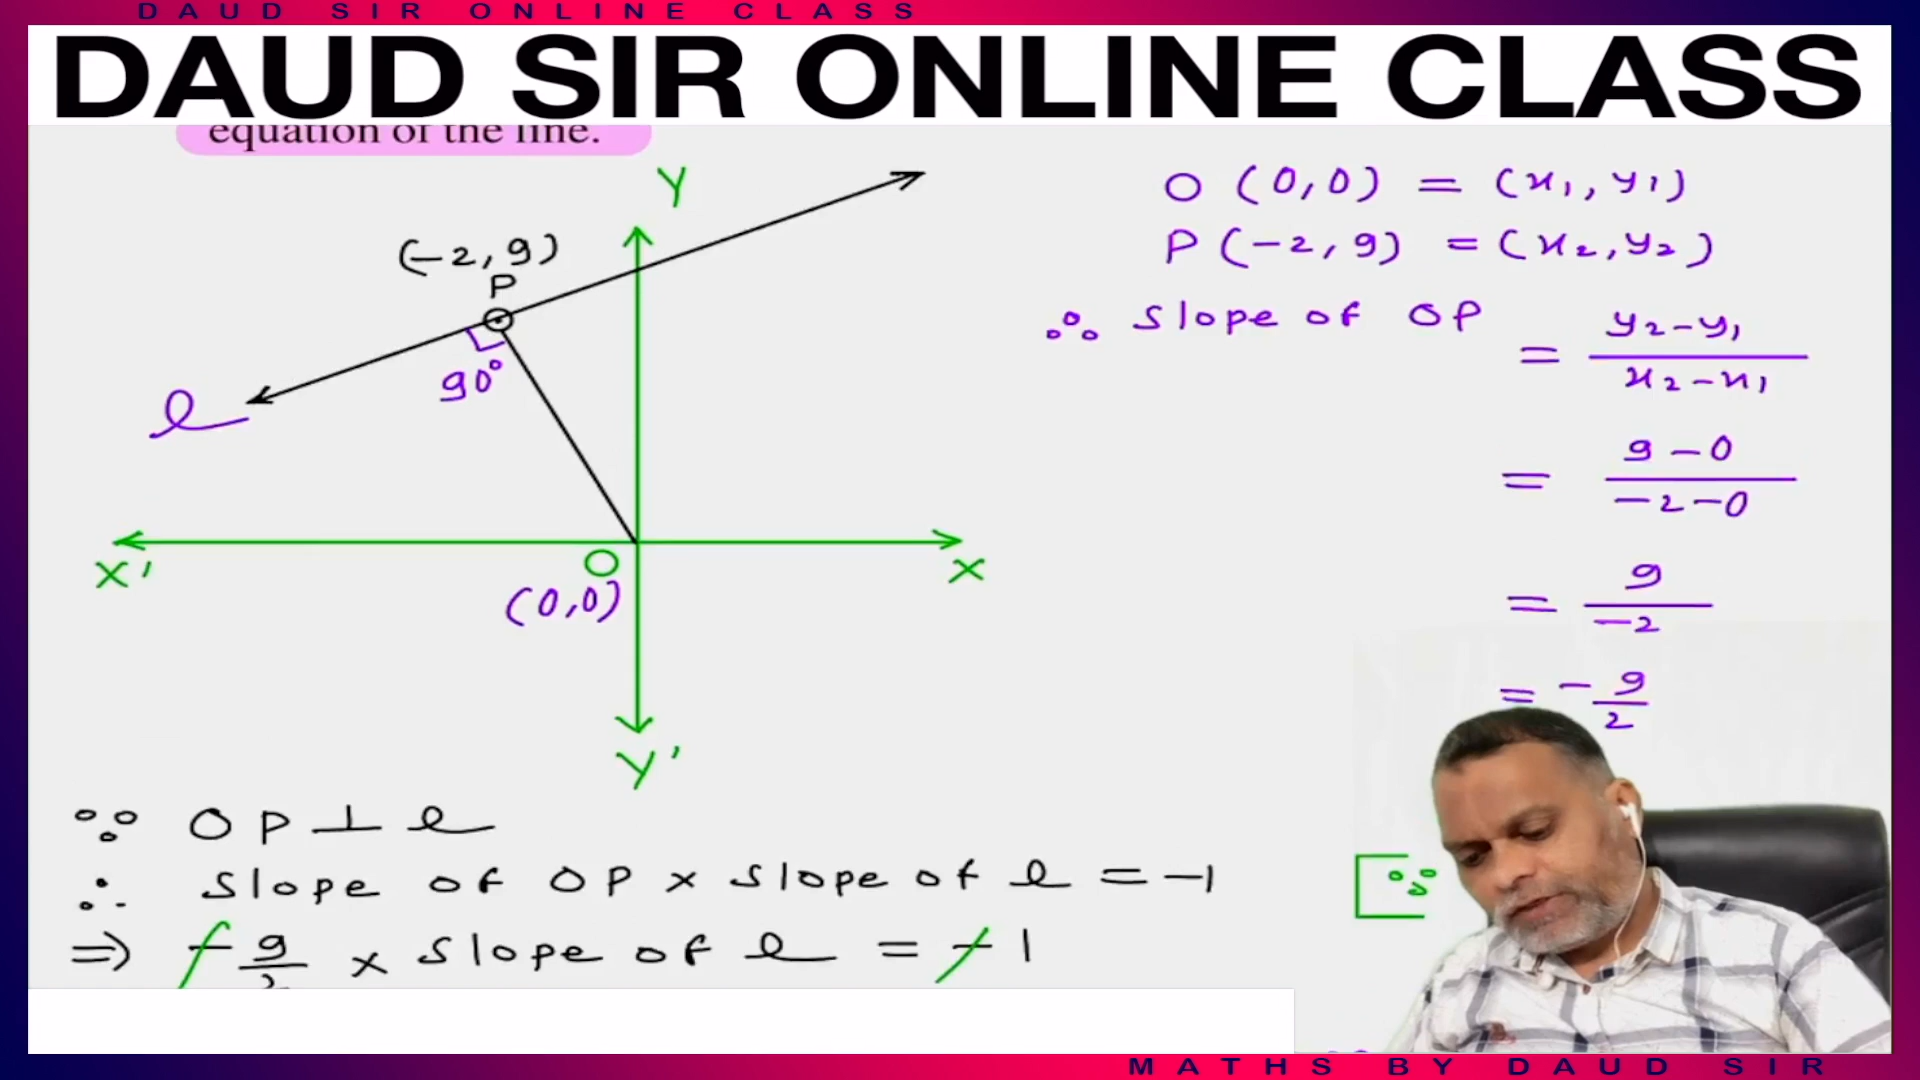 DAUD SIR ONLINE CLASS
DAUD SIR ONLINE CLASS
equation of the line.
Y
(-2,9)
P
90°
l
X'
O
X
(0,0)
Y'
O (0,0) = (x₁, y₁)
P (-2,9) = (x₂, y₂)
∴ Slope of OP = y₂-y₁/x₂-x₁
= 9-0/-2-0
= 9/-2
= -9/2
∵ OP ⊥ l
∴ Slope of OP × Slope of l = -1
⇒ -9/2 × Slope of l = -1
[∵
MATHS BY DAUD SIR